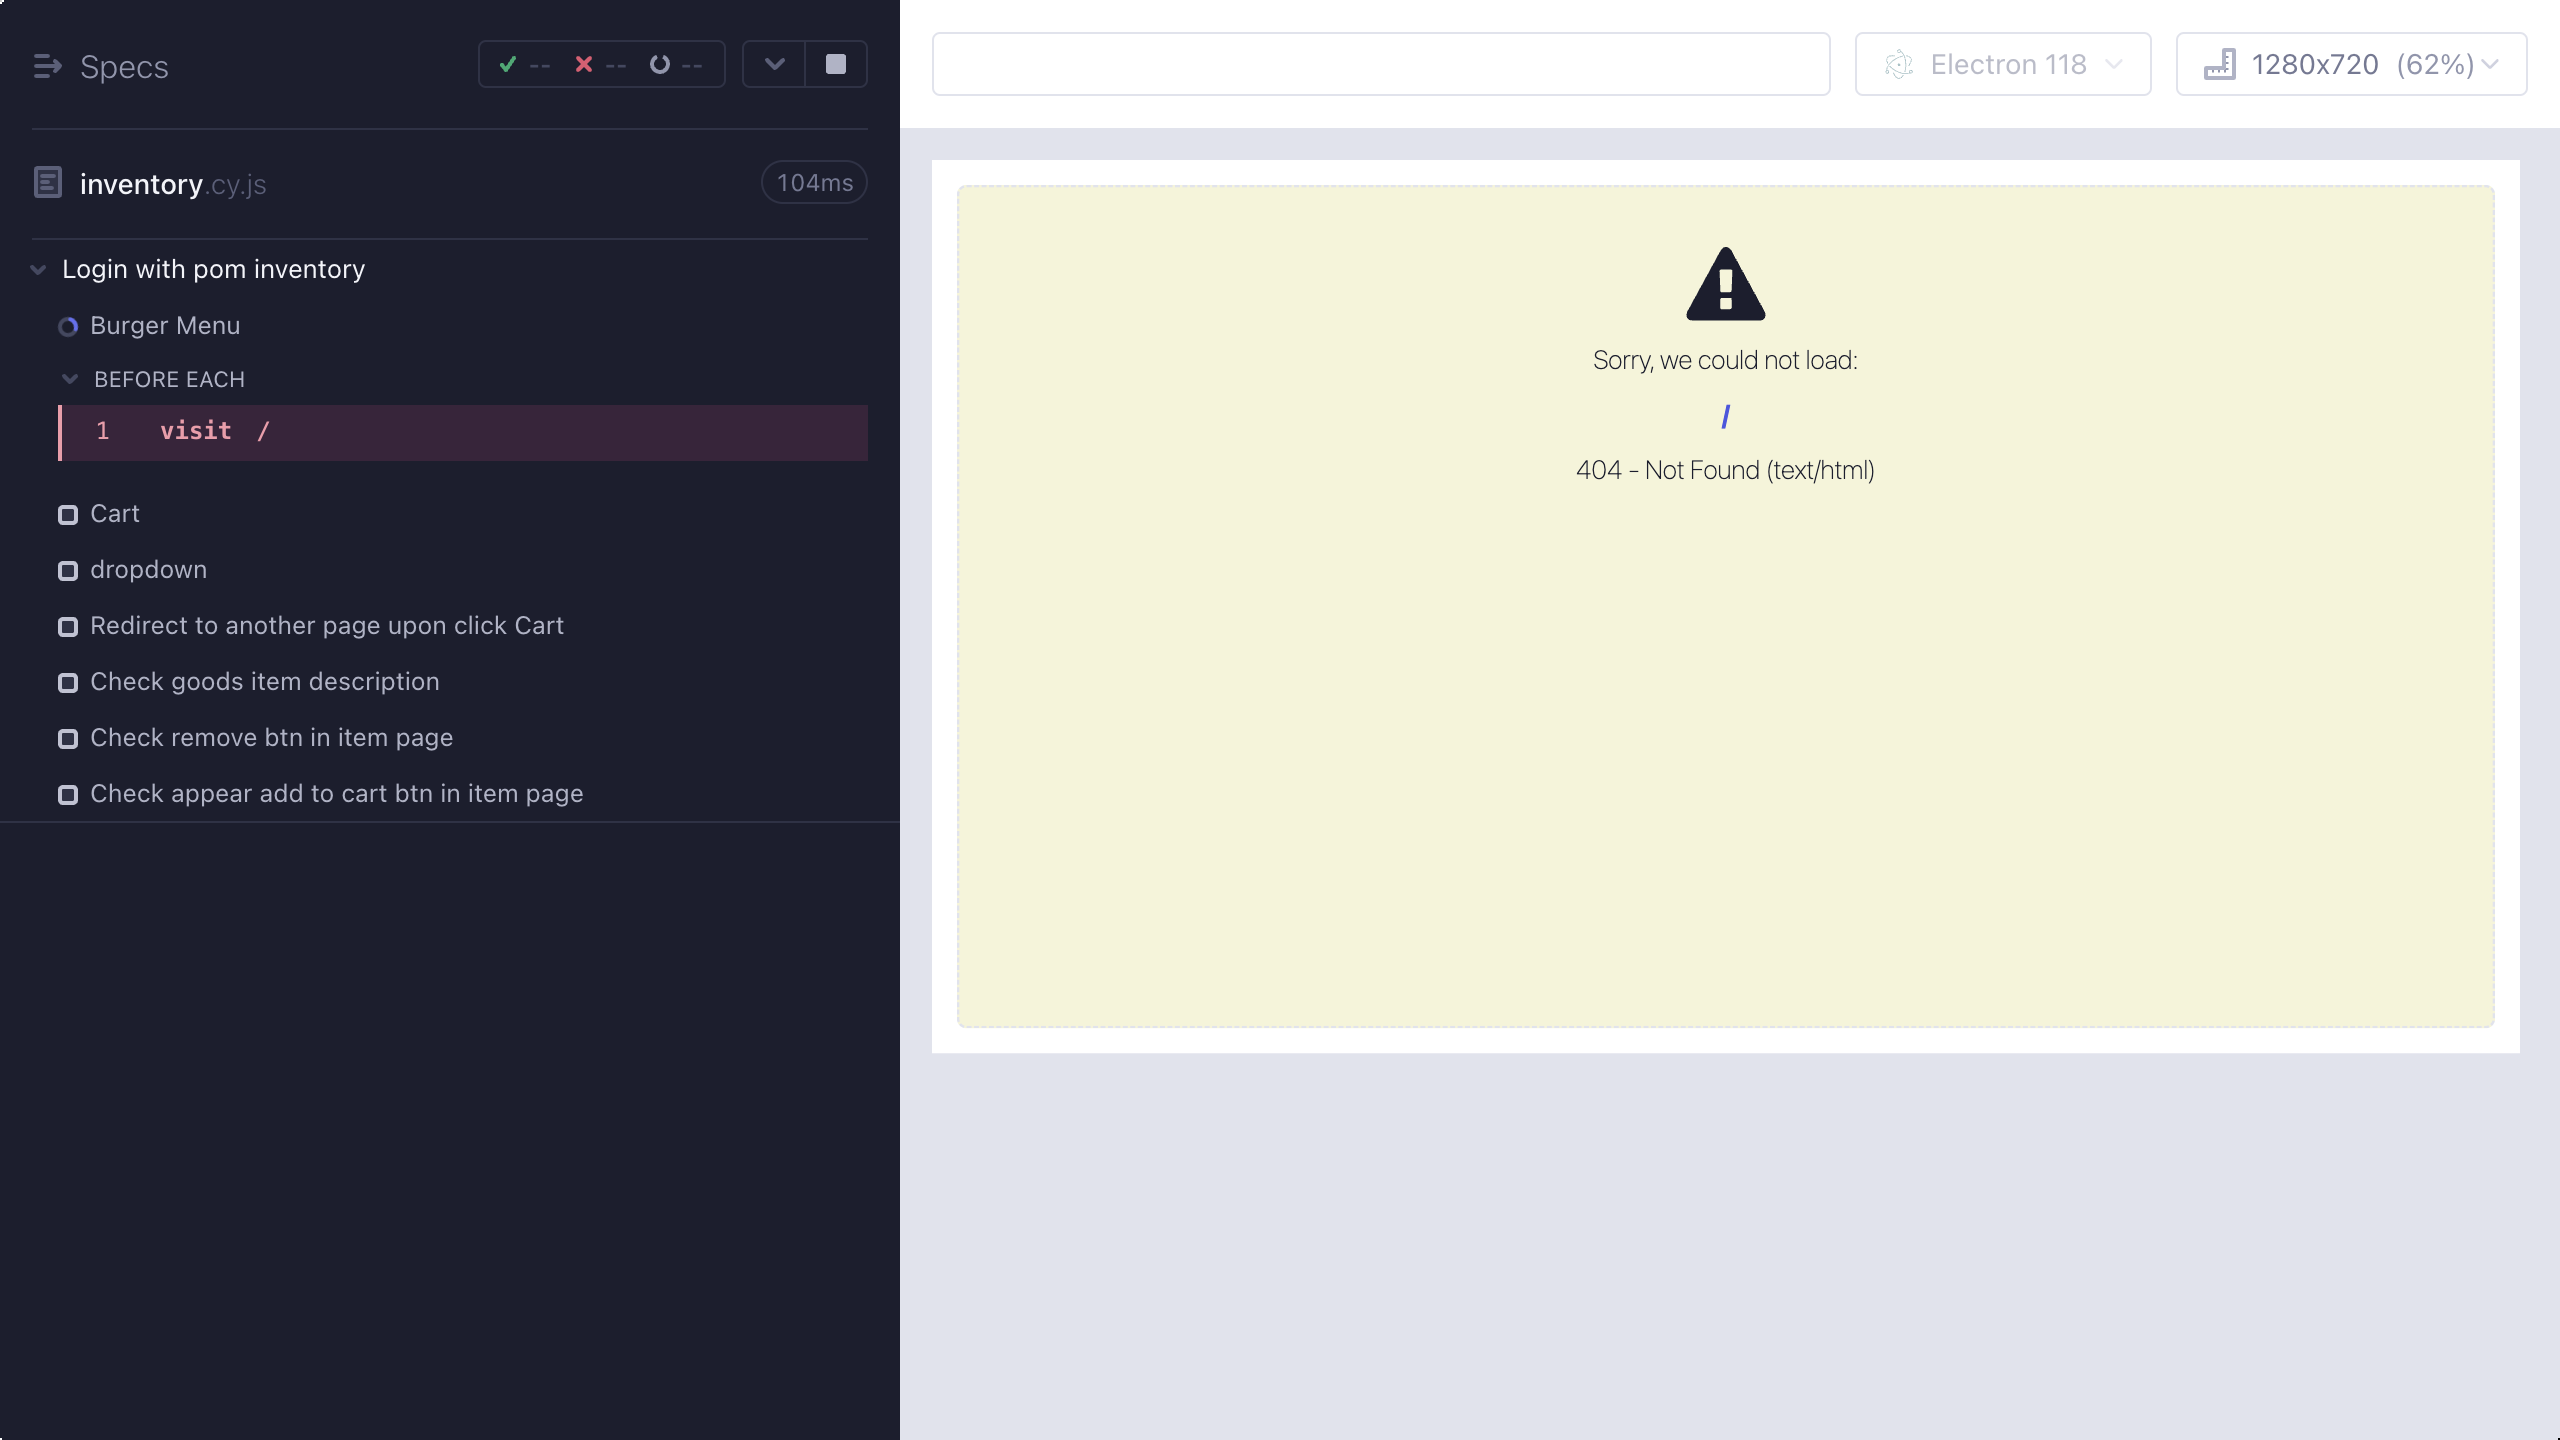 Specs
-- -- --
inventory.cy.js
104ms
Login with pom inventory
Burger Menu
BEFORE EACH
1 visit /
Cart
dropdown
Redirect to another page upon click Cart
Check goods item description
Check remove btn in item page
Check appear add to cart btn in item page
Electron 118
1280x720 (62%)
Sorry, we could not load:
/
404 - Not Found (text/html)